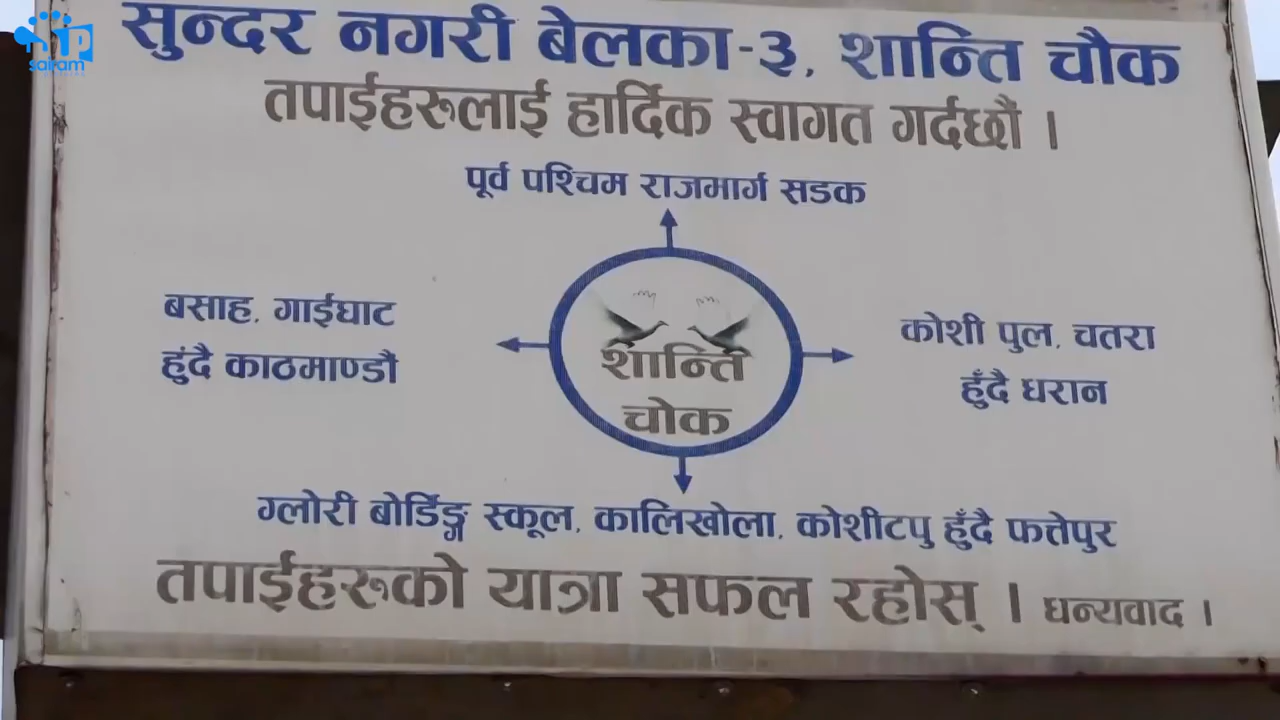 सुन्दर नगरी बेलका-३, शान्ति चौक
तपाईहरुलाई हार्दिक स्वागत गर्दछौं ।
पूर्व पश्चिम राजमार्ग सडक
बसाह, गाईघाट
हुंदै काठमाण्डौ
शान्ति
चोक
कोशी पुल, चतरा
हुँदै धरान
ग्लोरी बोर्डिङ्ग स्कूल, कालिखोला, कोशीटपु हुँदै फत्तेपुर
तपाईहरुको यात्रा सफल रहोस् । धन्यवाद ।
sairam